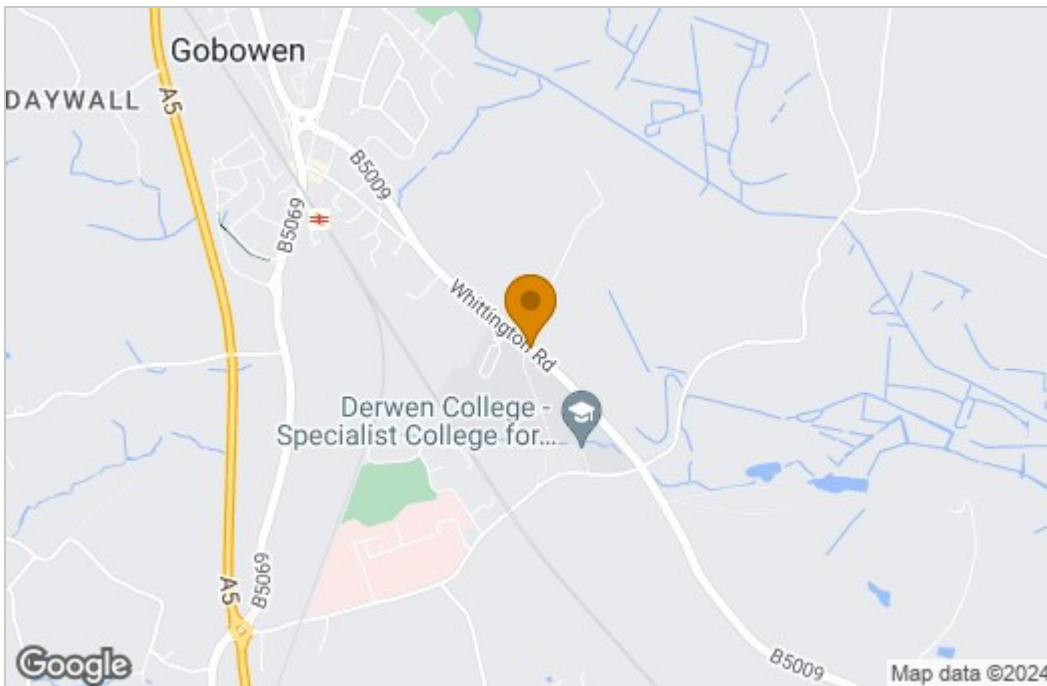 Gobowen
DAYWALL
A5
B5009
B5069
Whittington Rd
Derwen College -
Specialist College for...
A5
B5069
B5009
Google
Map data ©2024